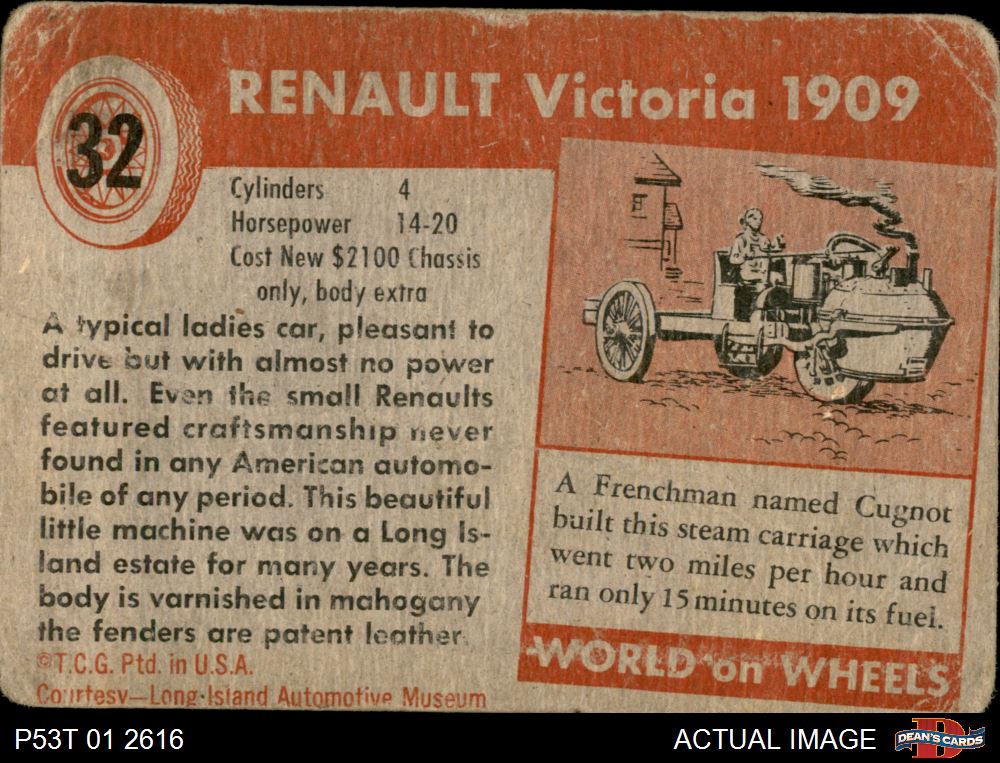 32
RENAULT Victoria 1909
Cylinders 4
Horsepower 14-20
Cost New $2100 Chassis
only, body extra
A typical ladies car, pleasant to
drive but with almost no power
at all. Even the small Renaults
featured craftsmanship never
found in any American automo-
bile of any period. This beautiful
little machine was on a Long Is-
land estate for many years. The
body is varnished in mahogany
the fenders are patent leather.
©T.C.G. Ptd. in U.S.A.
Courtesy—Long Island Automotive Museum
A Frenchman named Cugnot
built this steam carriage which
went two miles per hour and
ran only 15 minutes on its fuel.
WORLD on WHEELS
P53T 01 2616
ACTUAL IMAGE
DEAN'S CARDS